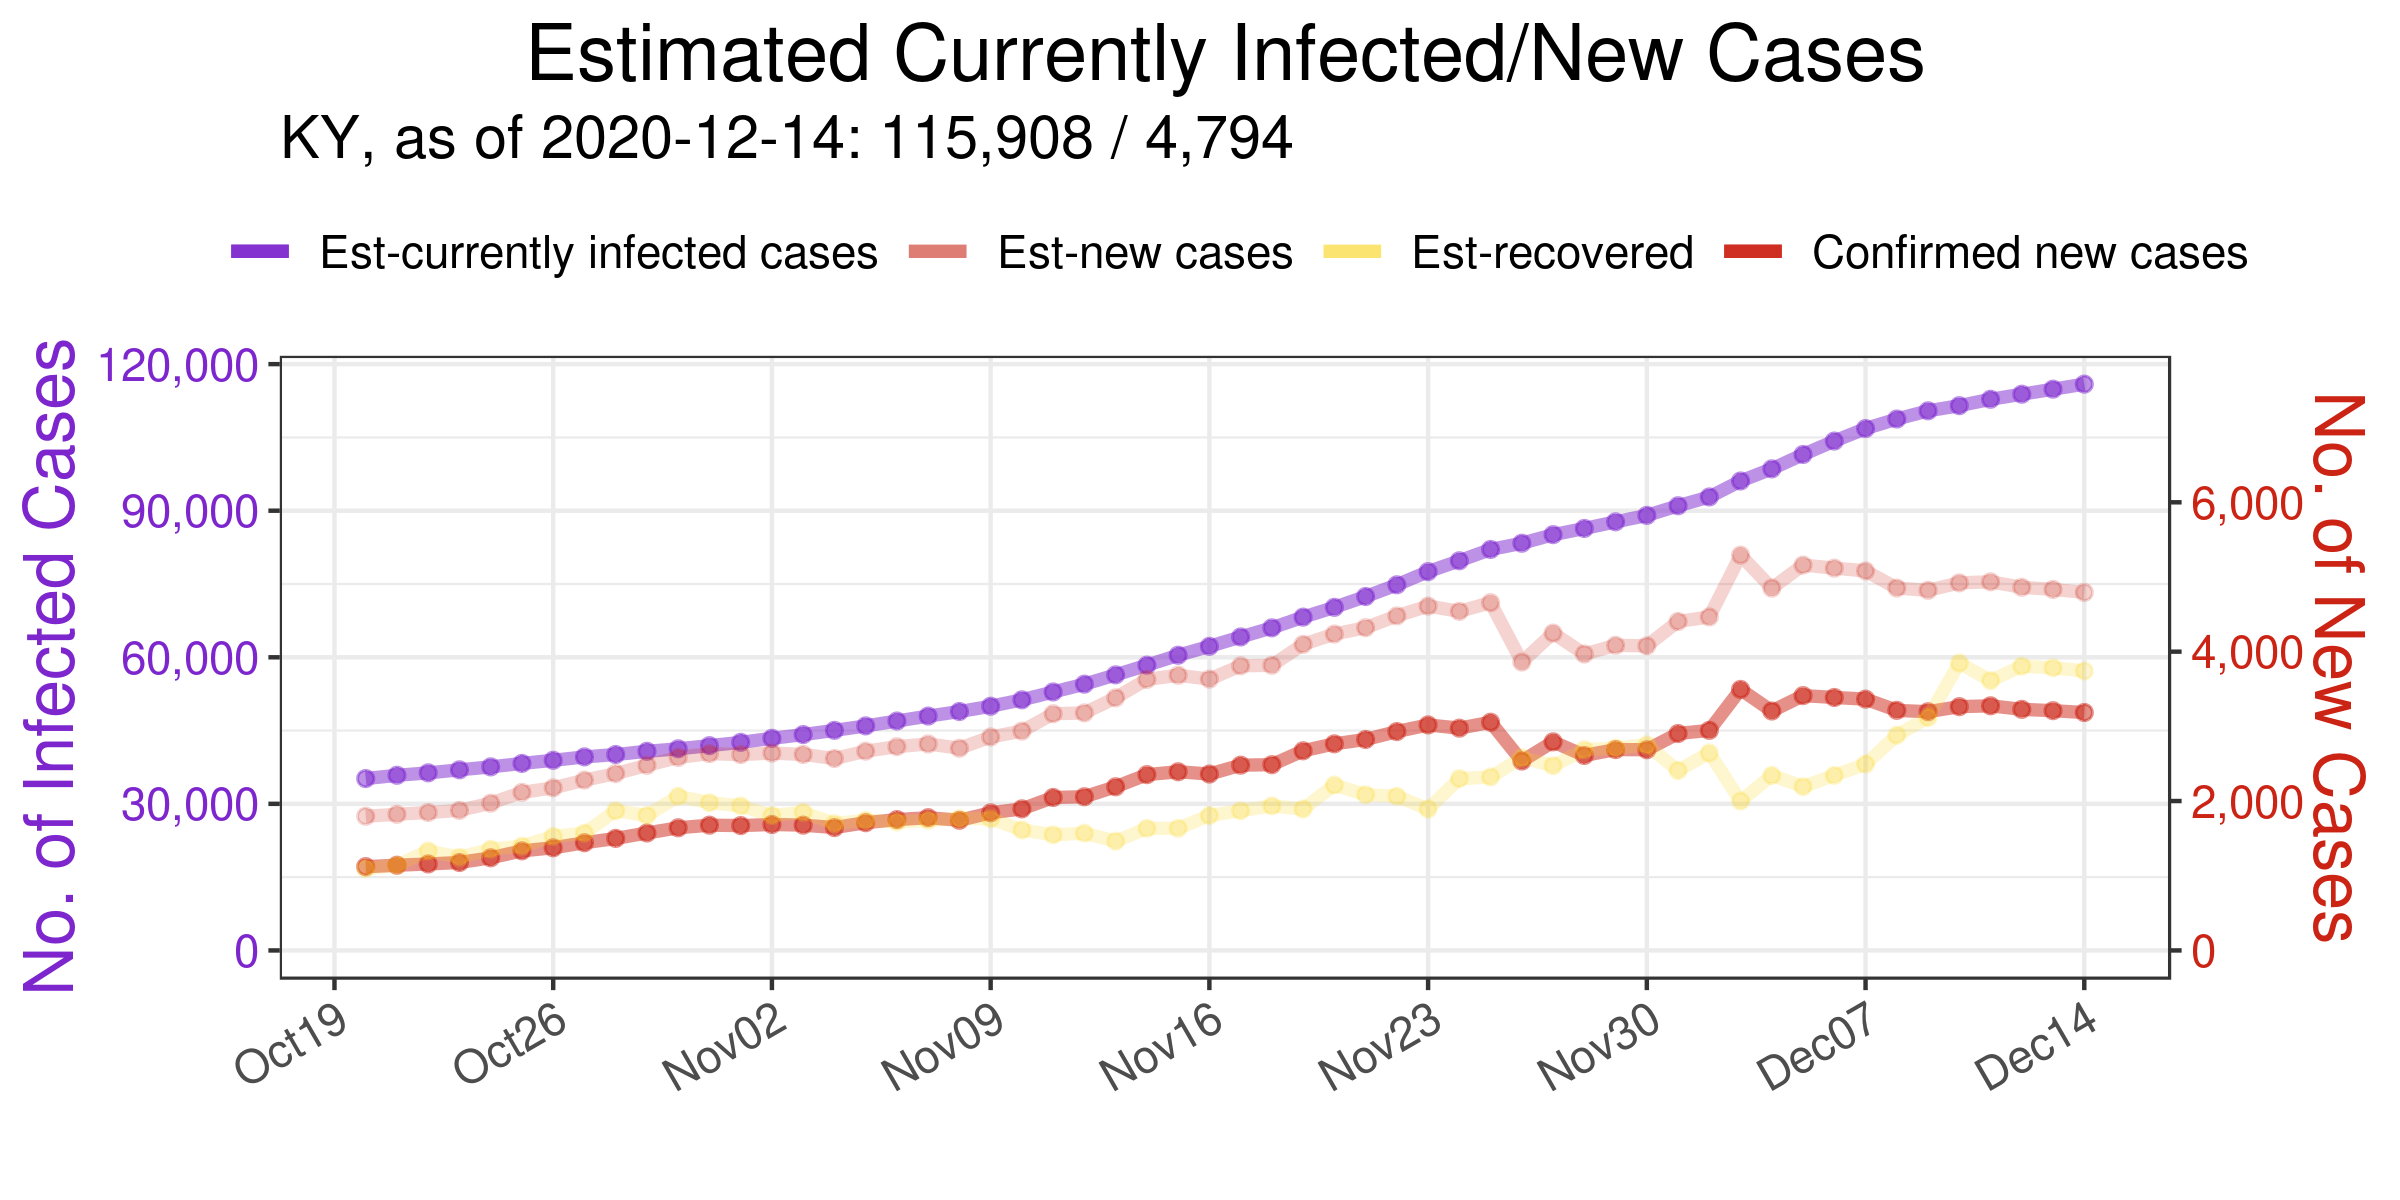 Estimated Currently Infected/New Cases
KY, as of 2020-12-14: 115,908 / 4,794
Est-currently infected cases Est-new cases Est-recovered Confirmed new cases
No. of Infected Cases
120,000
90,000
60,000
30,000
0
6,000
4,000
2,000
0
No. of New Cases
Oct19 Oct26 Nov02 Nov09 Nov16 Nov23 Nov30 Dec07 Dec14